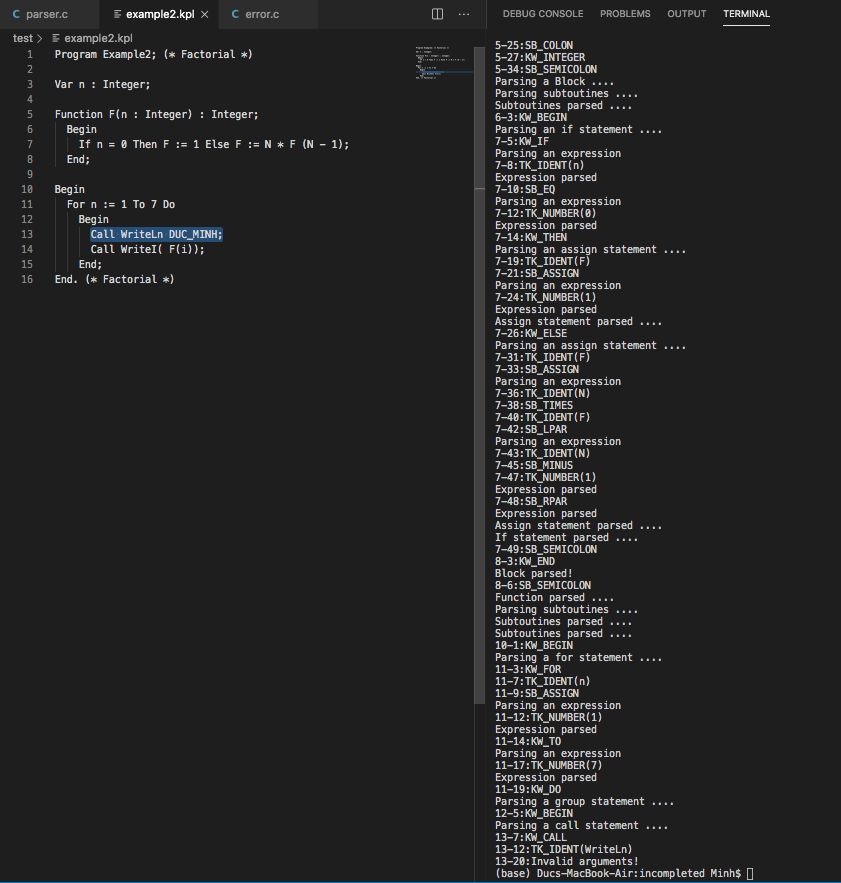 C parser.c
example2.kpl
C error.c
test
example2.kpl
1 Program Example2; (* Factorial *)
2
3 Var n : Integer;
4
5 Function F(n : Integer) : Integer;
6 Begin
7 If n = 0 Then F := 1 Else F := N * F (N - 1);
8 End;
9
10 Begin
11 For n := 1 To 7 Do
12 Begin
13 Call WriteLn DUC_MINH;
14 Call WriteI( F(i));
15 End;
16 End. (* Factorial *)
DEBUG CONSOLE PROBLEMS OUTPUT TERMINAL
5-25:SB_COLON
5-27:KW_INTEGER
5-34:SB_SEMICOLON
Parsing a Block ....
Parsing subtoutines ....
Subtoutines parsed ....
6-3:KW_BEGIN
Parsing an if statement ....
7-5:KW_IF
Parsing an expression
7-8:TK_IDENT(n)
Expression parsed
7-10:SB_EQ
Parsing an expression
7-12:TK_NUMBER(0)
Expression parsed
7-14:KW_THEN
Parsing an assign statement ....
7-19:TK_IDENT(F)
7-21:SB_ASSIGN
Parsing an expression
7-24:TK_NUMBER(1)
Expression parsed
Assign statement parsed ....
7-26:KW_ELSE
Parsing an assign statement ....
7-31:TK_IDENT(F)
7-33:SB_ASSIGN
Parsing an expression
7-36:TK_IDENT(N)
7-38:SB_TIMES
7-40:TK_IDENT(F)
7-42:SB_LPAR
Parsing an expression
7-43:TK_IDENT(N)
7-45:SB_MINUS
7-47:TK_NUMBER(1)
Expression parsed
7-48:SB_RPAR
Expression parsed
Assign statement parsed ....
If statement parsed ....
7-49:SB_SEMICOLON
8-3:KW_END
Block parsed!
8-6:SB_SEMICOLON
Function parsed ....
Parsing subtoutines ....
Subtoutines parsed ....
Subtoutines parsed ....
10-1:KW_BEGIN
Parsing a for statement ....
11-3:KW_FOR
11-7:TK_IDENT(n)
11-9:SB_ASSIGN
Parsing an expression
11-12:TK_NUMBER(1)
Expression parsed
11-14:KW_TO
Parsing an expression
11-17:TK_NUMBER(7)
Expression parsed
11-19:KW_DO
Parsing a group statement ....
12-5:KW_BEGIN
Parsing a call statement ....
13-7:KW_CALL
13-12:TK_IDENT(WriteLn)
13-20:Invalid arguments!
(base) Ducs-MacBook-Air:incompleted Minh$